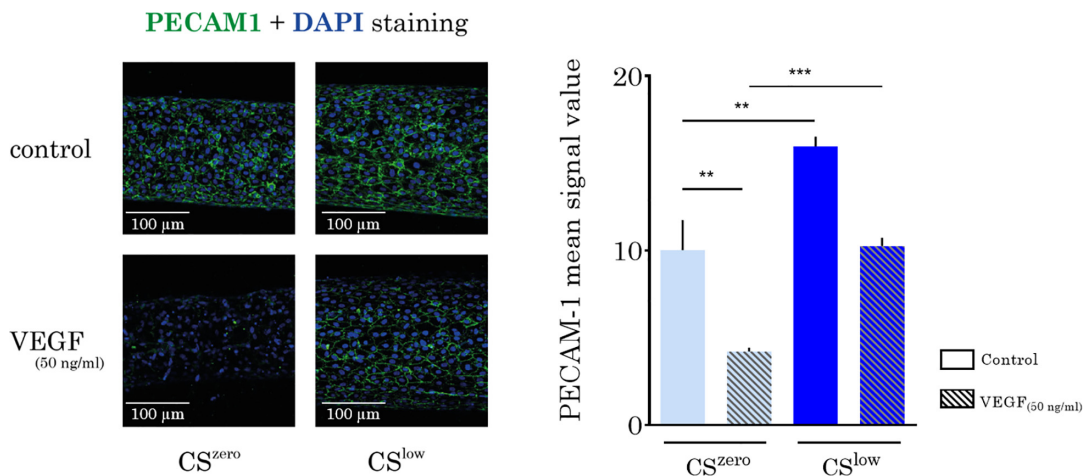 PECAM1 + DAPI staining
control
100 µm
100 µm
VEGF
(50 ng/ml)
100 µm
100 µm
CSzero
CSlow
PECAM-1 mean signal value
20
10
0
***
**
**
CSzero
CSlow
Control
VEGF(50 ng/ml)